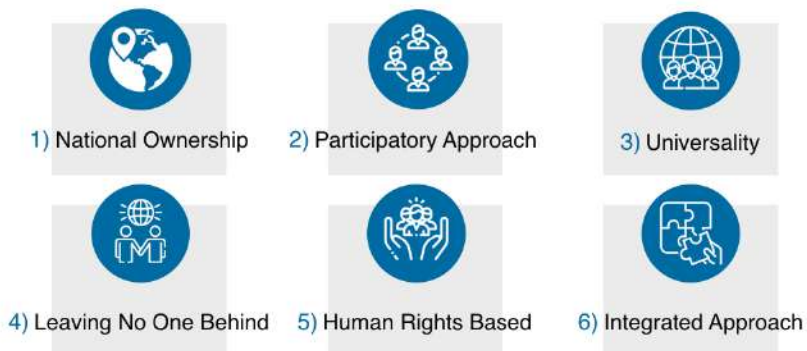 1) National Ownership
2) Participatory Approach
3) Universality
4) Leaving No One Behind
5) Human Rights Based
6) Integrated Approach